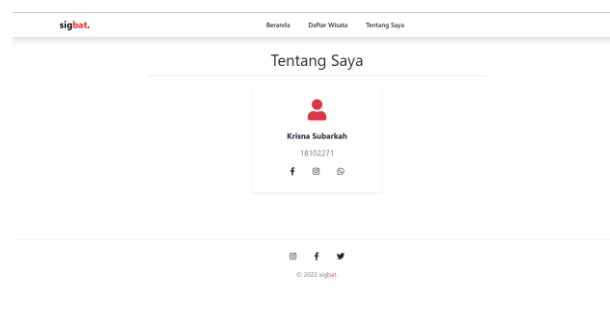 sigbat. Beranda Daftar Wisata Tentang Saya
Tentang Saya
Krisna Subarkah
18102271
© 2022 sigbat.